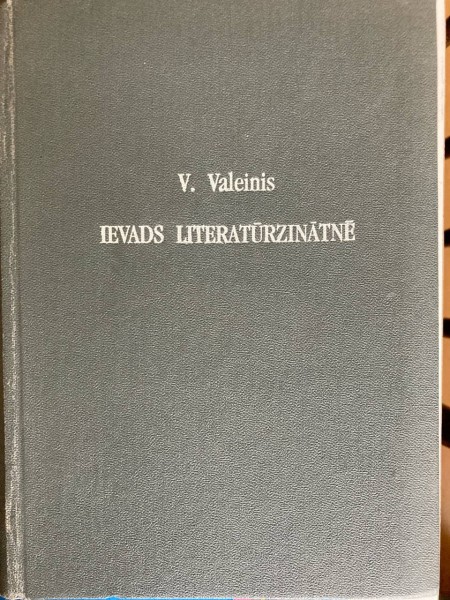 V. Valeinis
IEVADS LITERATŪRZINĀTNĒ